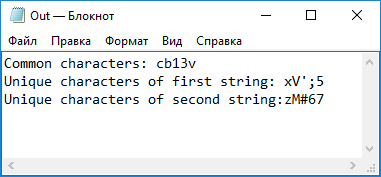 Out — Блокнот
Файл Правка Формат Вид Справка
Common characters: cb13v
Unique characters of first string: xV';5
Unique characters of second string:zM#67